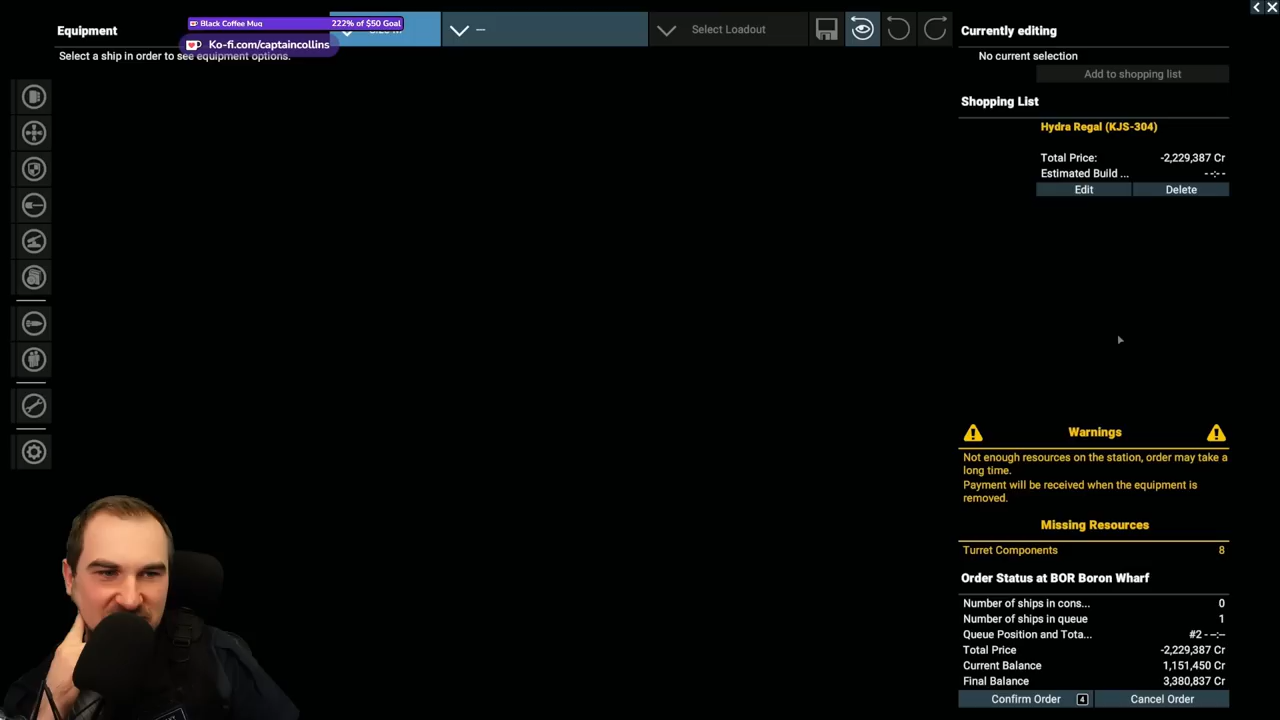 Equipment
Black Coffee Mug 222% of $50 Goal
Ko-fi.com/captaincollins
--
Select Loadout
Select a ship in order to see equipment options.
Currently editing
No current selection
Add to shopping list
Shopping List
Hydra Regal (KJS-304)
Total Price: -2,229,387 Cr
Estimated Build ... - -:- -
Edit Delete
Warnings
Not enough resources on the station, order may take a
long time.
Payment will be received when the equipment is
removed.
Missing Resources
Turret Components 8
Order Status at BOR Boron Wharf
Number of ships in cons... 0
Number of ships in queue 1
Queue Position and Tota... #2 - --:--
Total Price -2,229,387 Cr
Current Balance 1,151,450 Cr
Final Balance 3,380,837 Cr
Confirm Order 4 Cancel Order